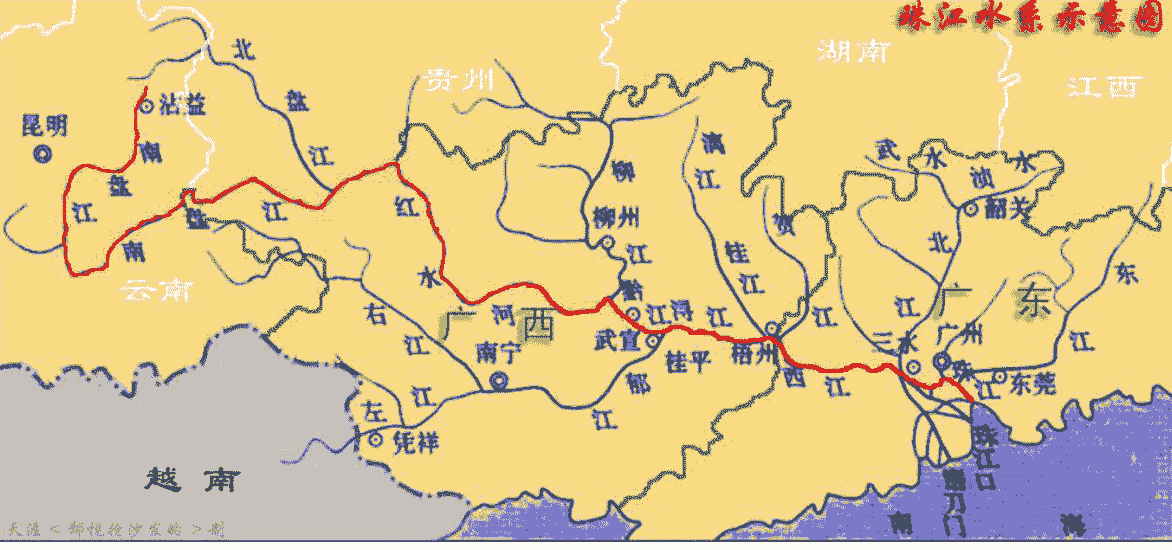 珠江水系示意图
湖南
江西
贵州
北盘江
沾益
昆明
南盘江
南盘江
云南
红水河
柳江
柳州
漓江
桂江
贺江
武水
浈水
韶关
北江
东江
广东
广州
三水
珠江
东莞
黔江
武宣
浔江
桂平
梧州
西江
广西
右江
南宁
郁江
左江
凭祥
越南
珠江口
南海